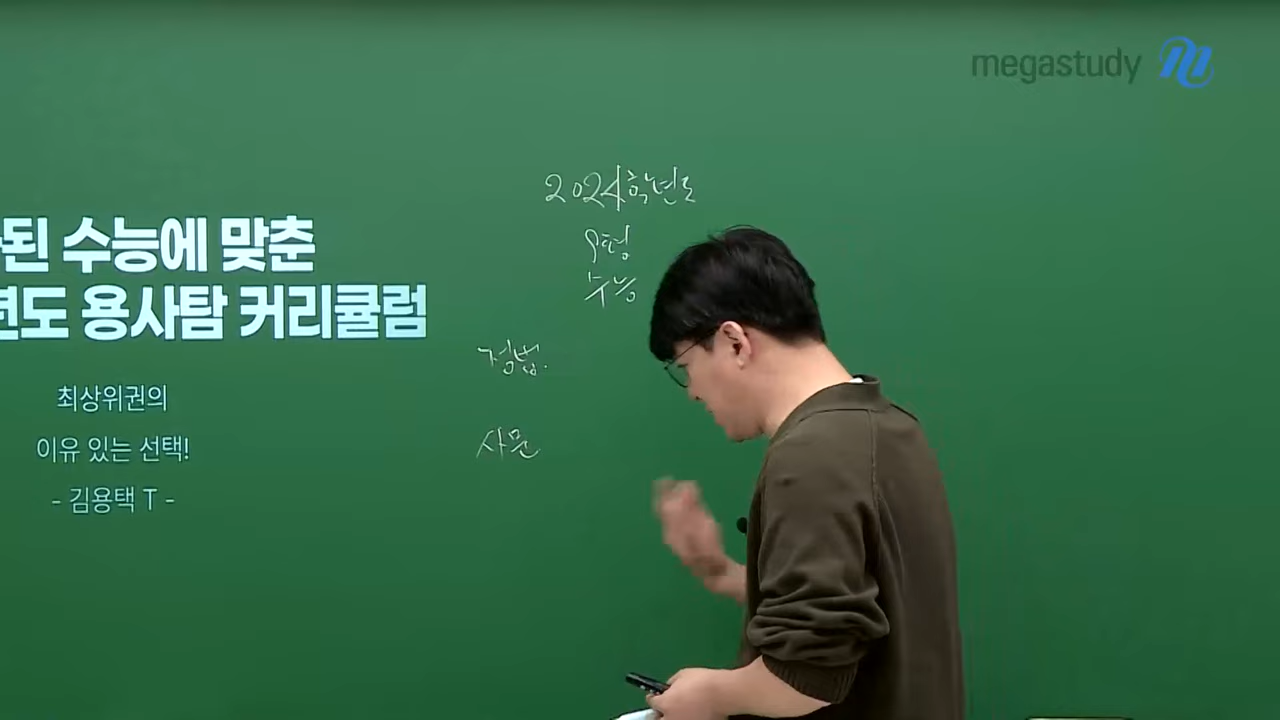 megastudy
된 수능에 맞춘
년도 용사탐 커리큘럼
최상위권의
이유 있는 선택!
- 김용택 T -
2024학년도
9평
수능
정법.
사문